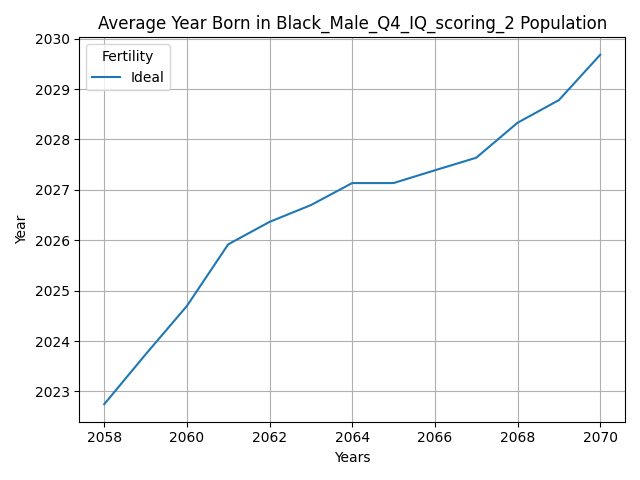 Average Year Born in Black_Male_Q4_IQ_scoring_2 Population
2030
2029
2028
2027
2026
2025
2024
2023
Year
Fertility
Ideal
2058 2060 2062 2064 2066 2068 2070
Years